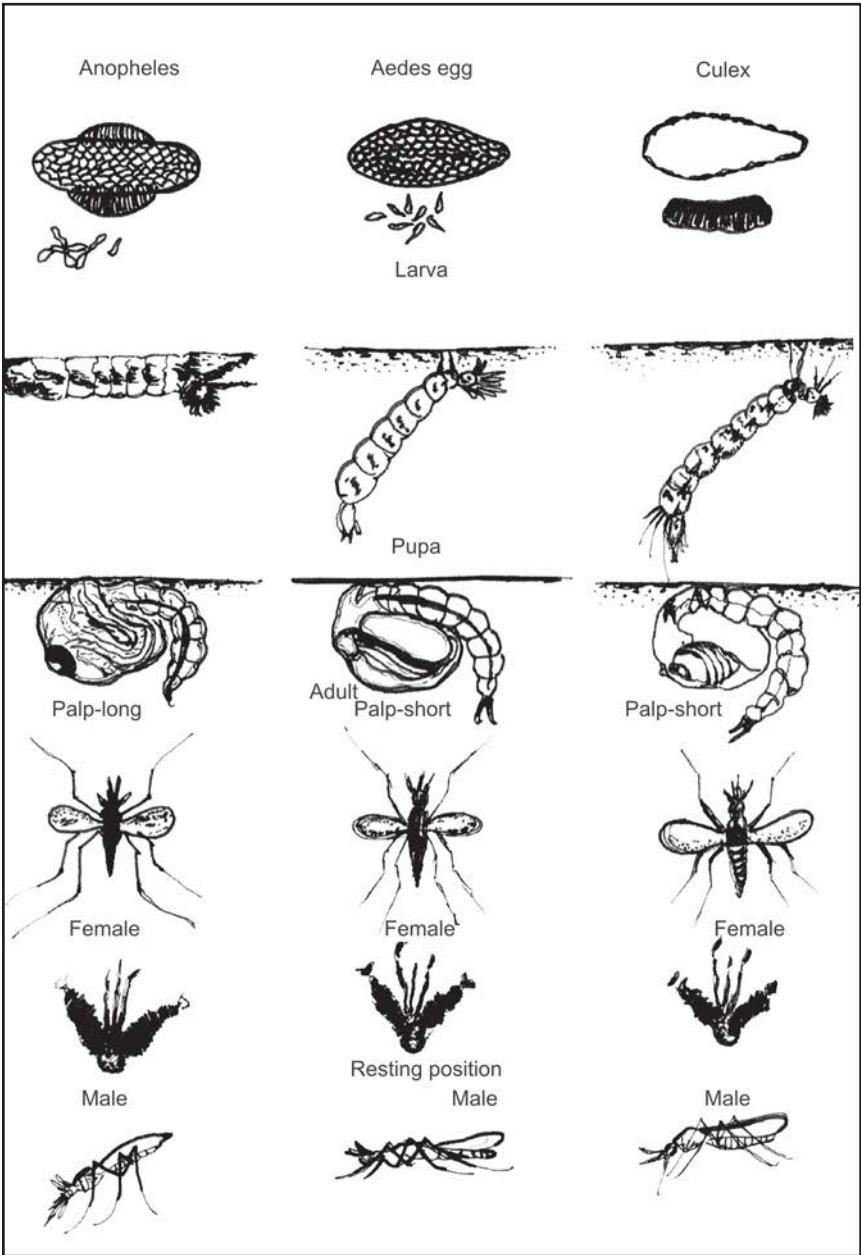 Anopheles Aedes egg Culex
Larva
Pupa
Adult
Palp-long Palp-short Palp-short
Female Female Female
Resting position
Male Male Male